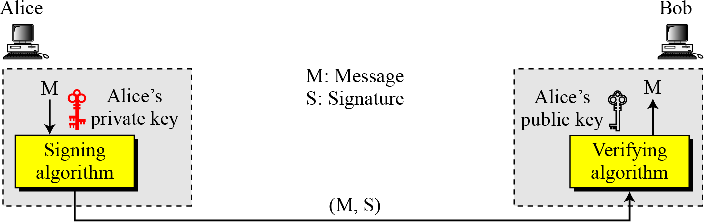 Alice
Bob
M: Message
S: Signature
M
Alice's
private key
Signing
algorithm
Alice's
public key
M
Verifying
algorithm
(M, S)